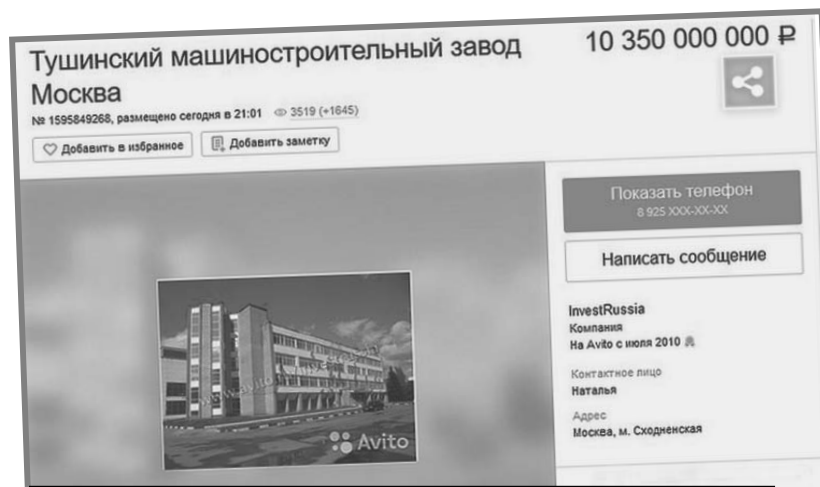 Тушинский машиностроительный завод
Москва
10 350 000 000 ₽
№ 1595849268, размещено сегодня в 21:01 3519 (+1645)
Добавить в избранное
Добавить заметку
Показать телефон
8 925 XXX-XX-XX
Написать сообщение
InvestRussia
Компания
На Avito с июля 2010
Контактное лицо
Наталья
Адрес
Москва, м. Сходненская
Avito